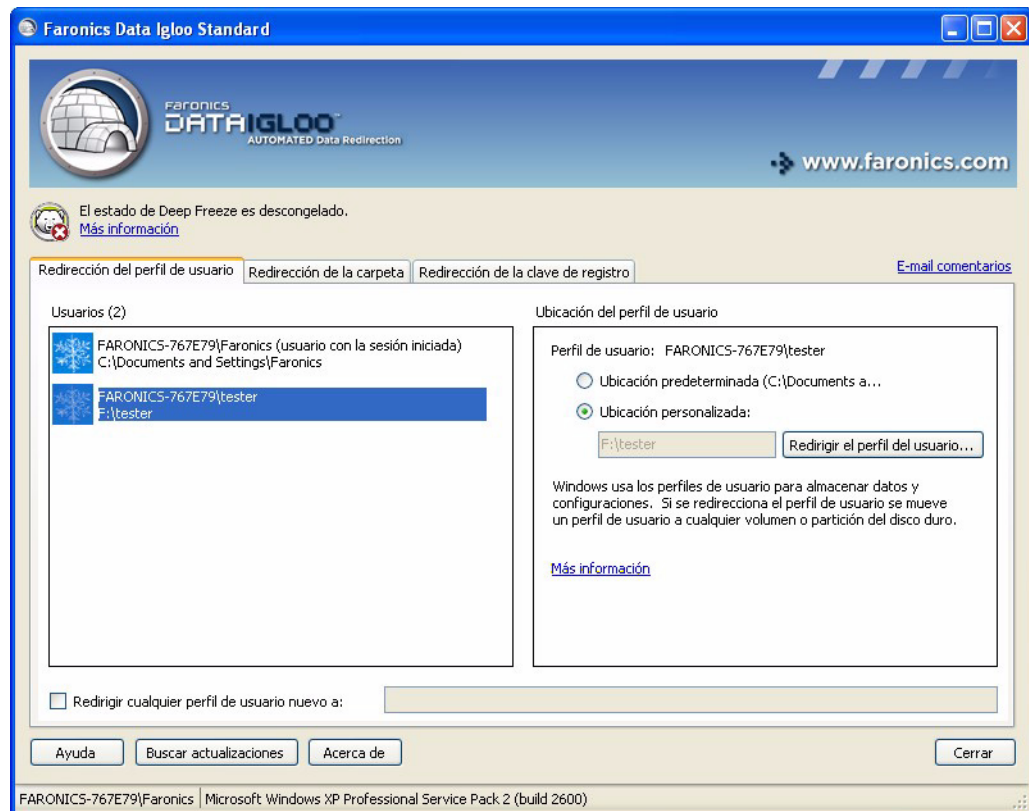 Faronics Data Igloo Standard
Faronics
DATA IGLOO™
AUTOMATED Data Redirection
www.faronics.com
El estado de Deep Freeze es descongelado.
Más información
Redirección del perfil de usuario
Redirección de la carpeta
Redirección de la clave de registro
E-mail comentarios
Usuarios (2)
FARONICS-767E79\Faronics (usuario con la sesión iniciada)
C:\Documents and Settings\Faronics
FARONICS-767E79\tester
F:\tester
Ubicación del perfil de usuario
Perfil de usuario: FARONICS-767E79\tester
Ubicación predeterminada (C:\Documents a...
Ubicación personalizada:
F:\tester
Redirigir el perfil del usuario...
Windows usa los perfiles de usuario para almacenar datos y
configuraciones. Si se redirecciona el perfil de usuario se mueve
un perfil de usuario a cualquier volumen o partición del disco duro.
Más información
Redirigir cualquier perfil de usuario nuevo a:
Ayuda
Buscar actualizaciones
Acerca de
Cerrar
FARONICS-767E79\Faronics
Microsoft Windows XP Professional Service Pack 2 (build 2600)